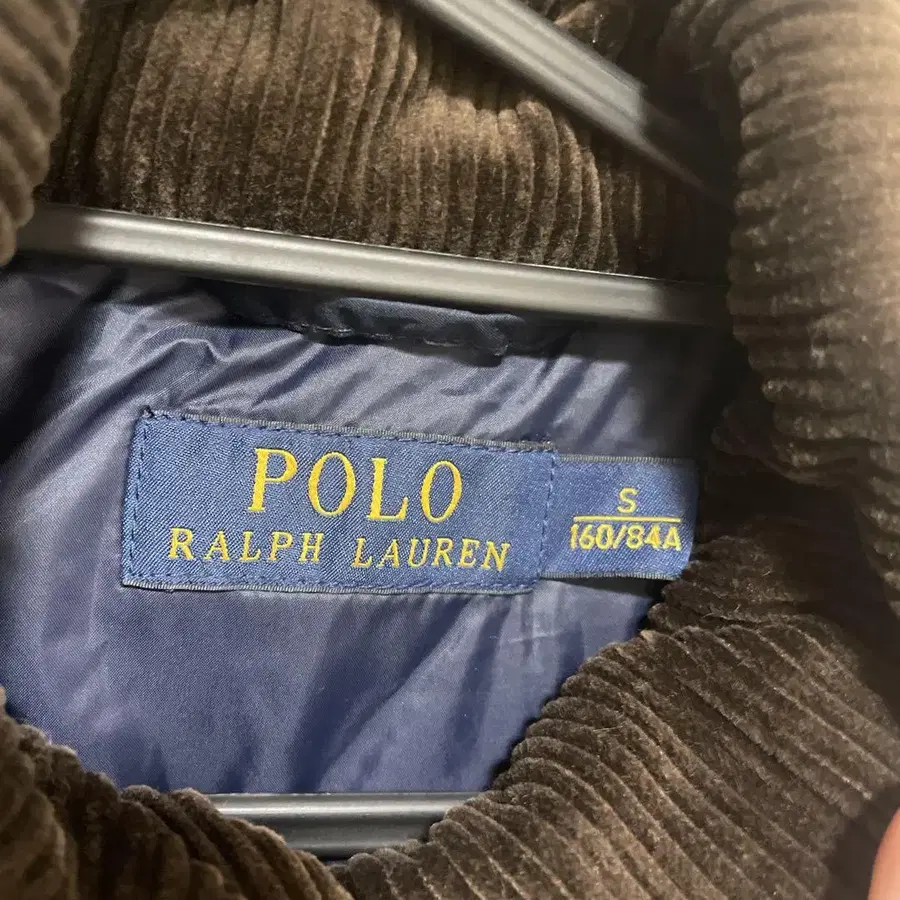 POLO
RALPH LAUREN
S
160/84A